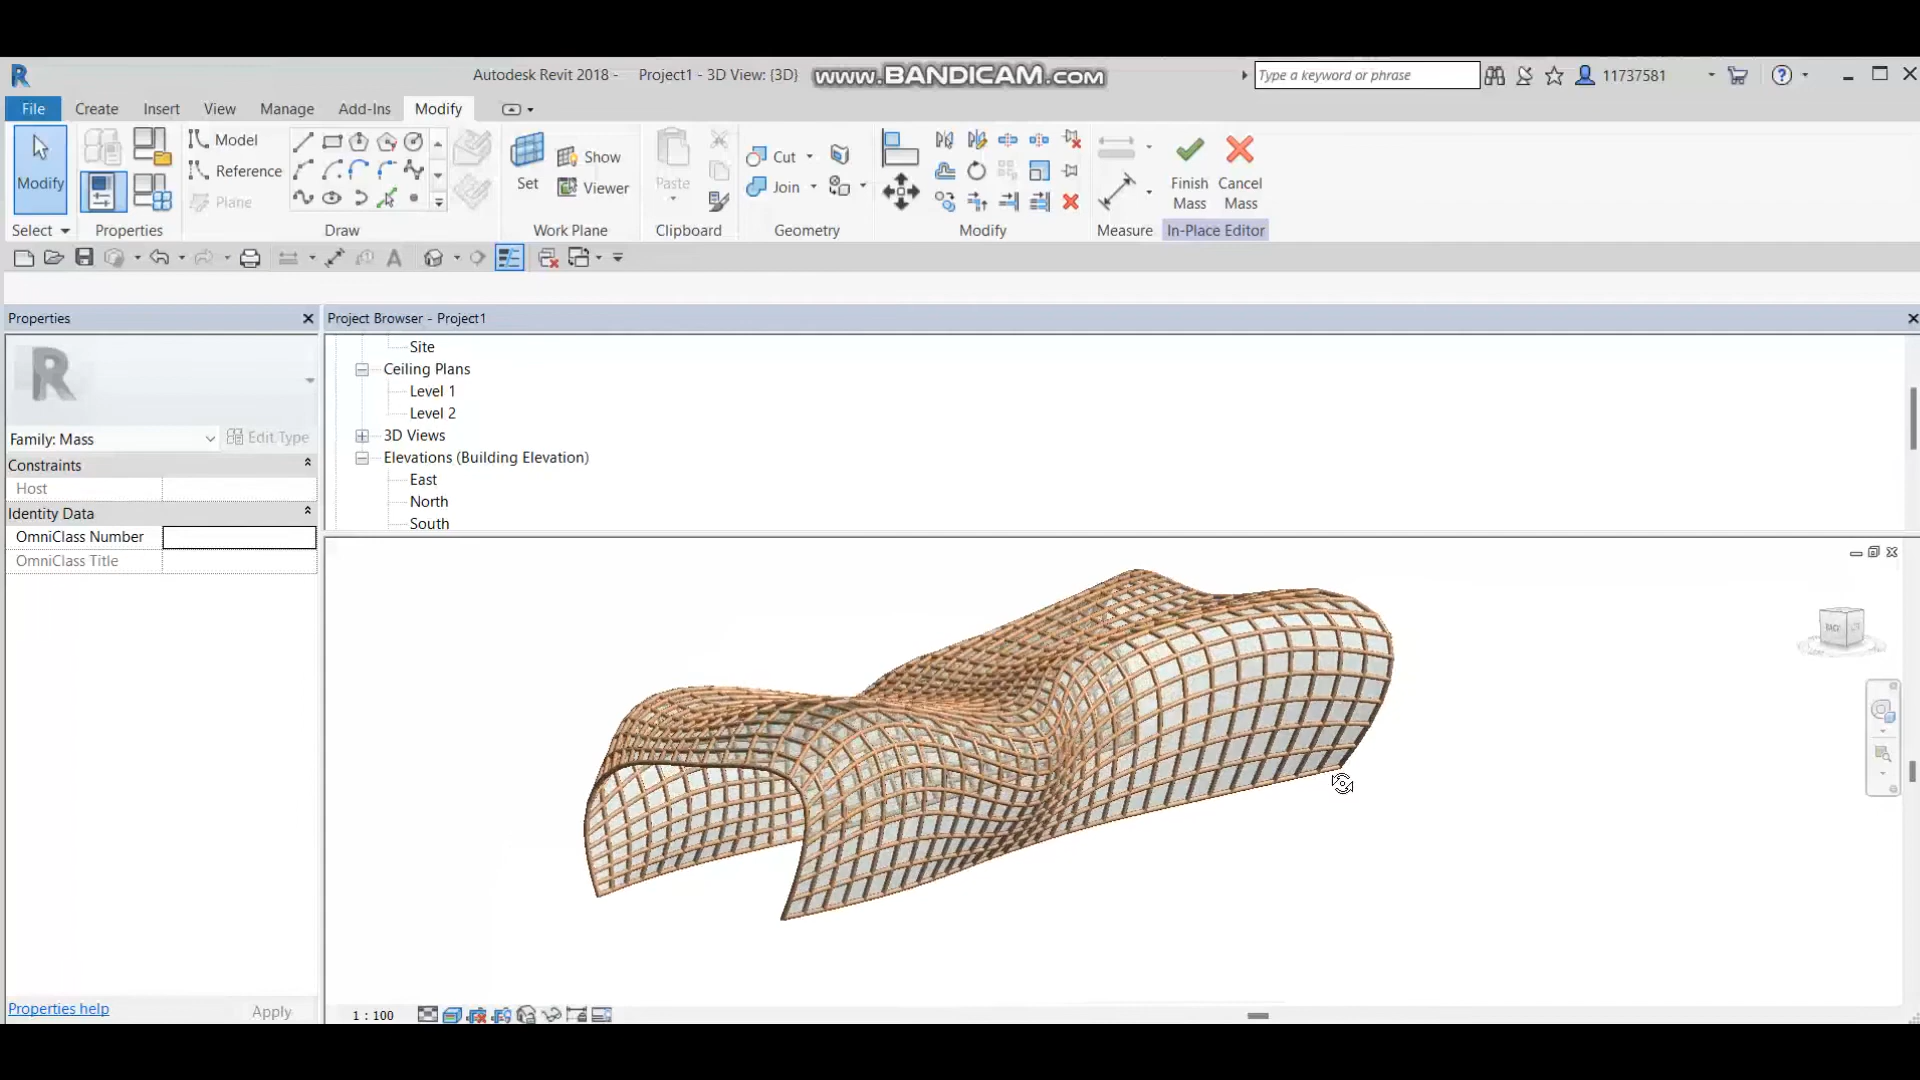 Autodesk Revit 2018 - Project1 - 3D View: {3D} www.BANDICAM.com Type a keyword or phrase 11737581
File Create Insert View Manage Add-Ins Modify
Modify Model Reference Plane Set Show Viewer Paste Cut Join Finish Mass Cancel Mass
Select Properties Draw Work Plane Clipboard Geometry Modify Measure In-Place Editor
Properties Project Browser - Project1
Site
Ceiling Plans
Level 1
Level 2
3D Views
Elevations (Building Elevation)
East
North
South
Family: Mass Edit Type
Constraints
Host
Identity Data
OmniClass Number
OmniClass Title
BACK
Properties help Apply
1 : 100